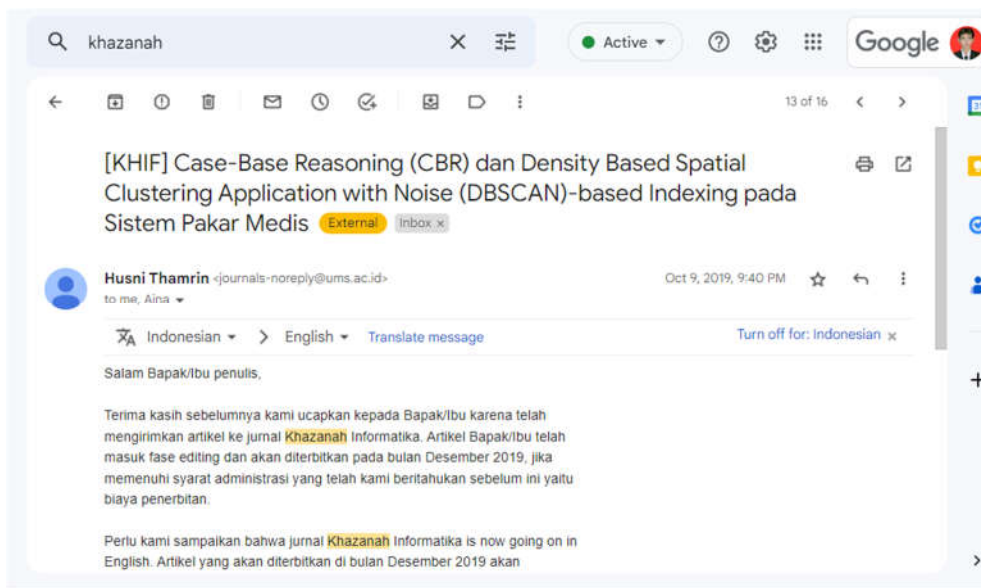 khazanah
Active
Google
13 of 16
[KHIF] Case-Base Reasoning (CBR) dan Density Based Spatial
Clustering Application with Noise (DBSCAN)-based Indexing pada
Sistem Pakar Medis External Inbox x
Husni Thamrin <journals-noreply@ums.ac.id> Oct 9, 2019, 9:40 PM
to me, Aina
Indonesian > English Translate message Turn off for: Indonesian x
Salam Bapak/Ibu penulis,
Terima kasih sebelumnya kami ucapkan kepada Bapak/Ibu karena telah
mengirimkan artikel ke jurnal Khazanah Informatika. Artikel Bapak/Ibu telah
masuk fase editing dan akan diterbitkan pada bulan Desember 2019, jika
memenuhi syarat administrasi yang telah kami beritahukan sebelum ini yaitu
biaya penerbitan.
Perlu kami sampaikan bahwa jurnal Khazanah Informatika is now going on in
English. Artikel yang akan diterbitkan di bulan Desember 2019 akan